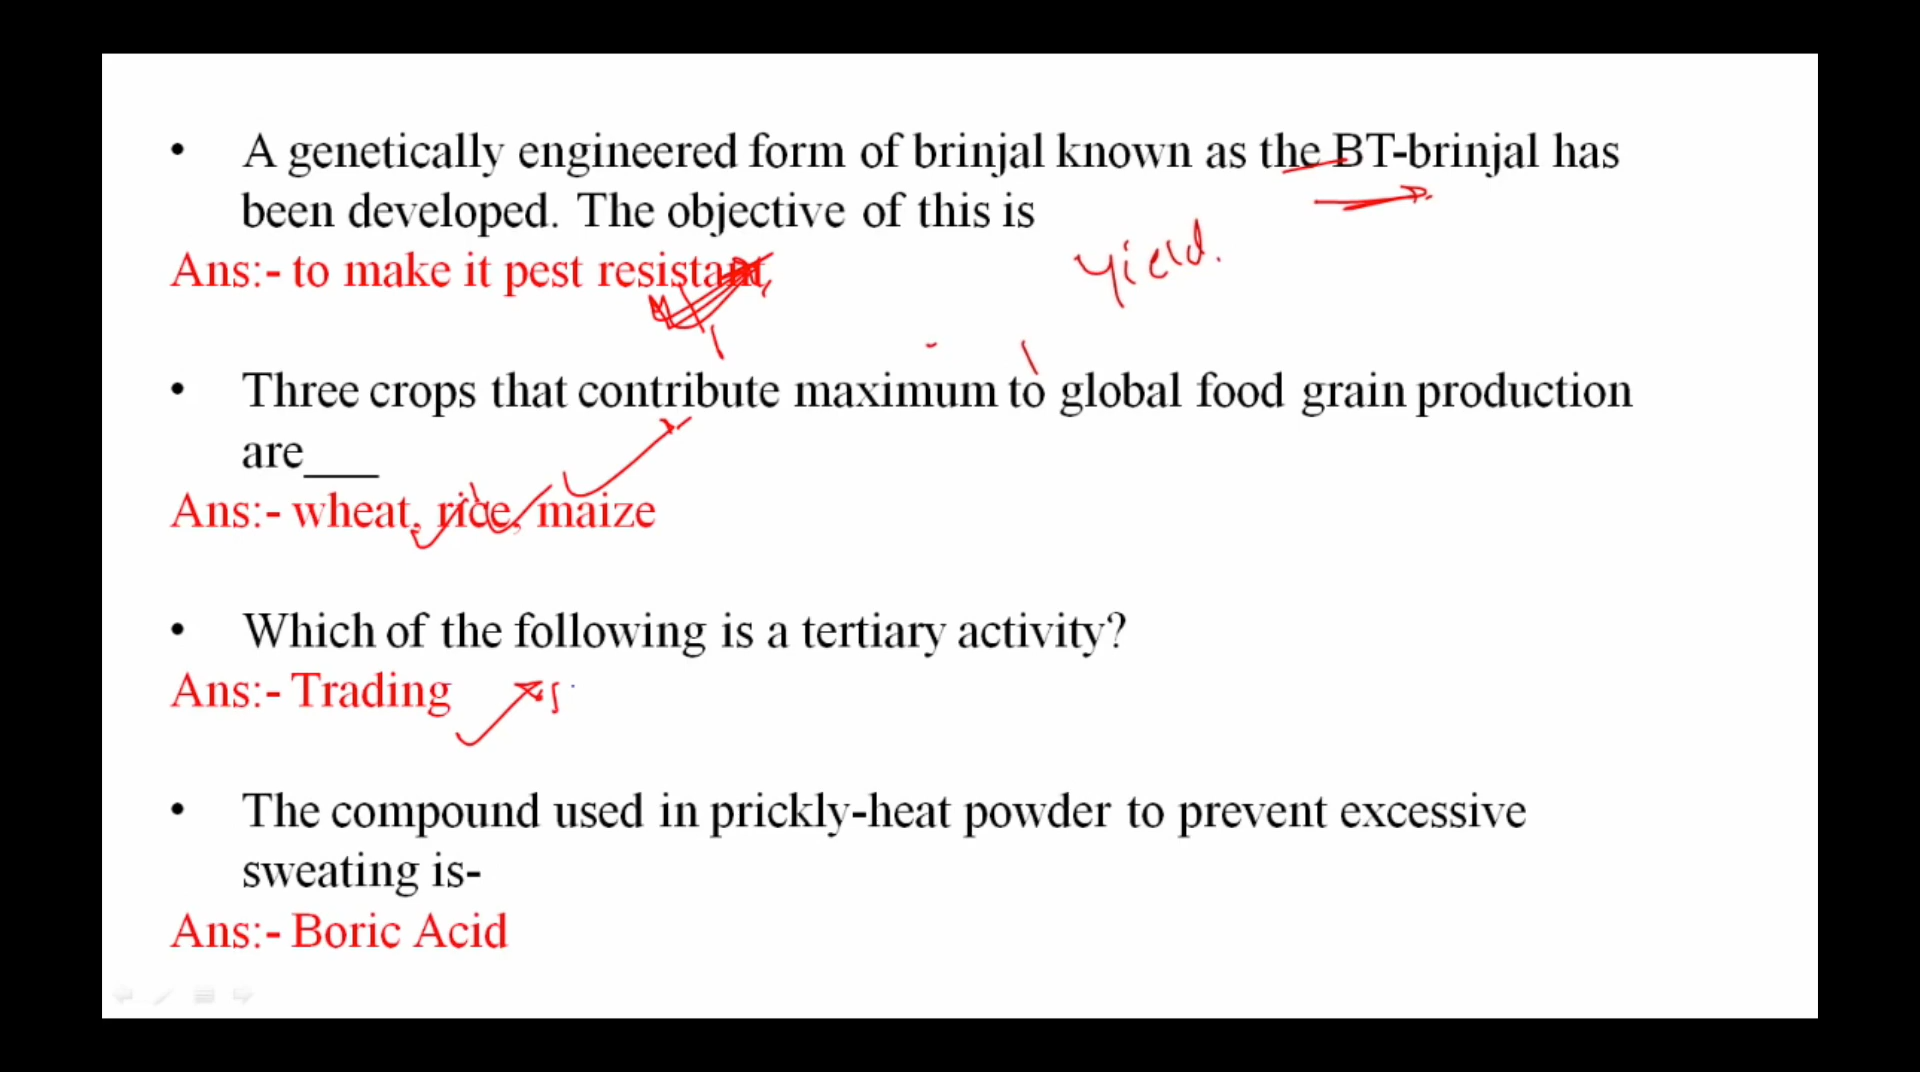 • A genetically engineered form of brinjal known as the BT-brinjal has
been developed. The objective of this is
Ans:- to make it pest resistant,
Yield.
• Three crops that contribute maximum to global food grain production
are___
Ans:- wheat, rice, maize
• Which of the following is a tertiary activity?
Ans:- Trading
• The compound used in prickly-heat powder to prevent excessive
sweating is-
Ans:- Boric Acid